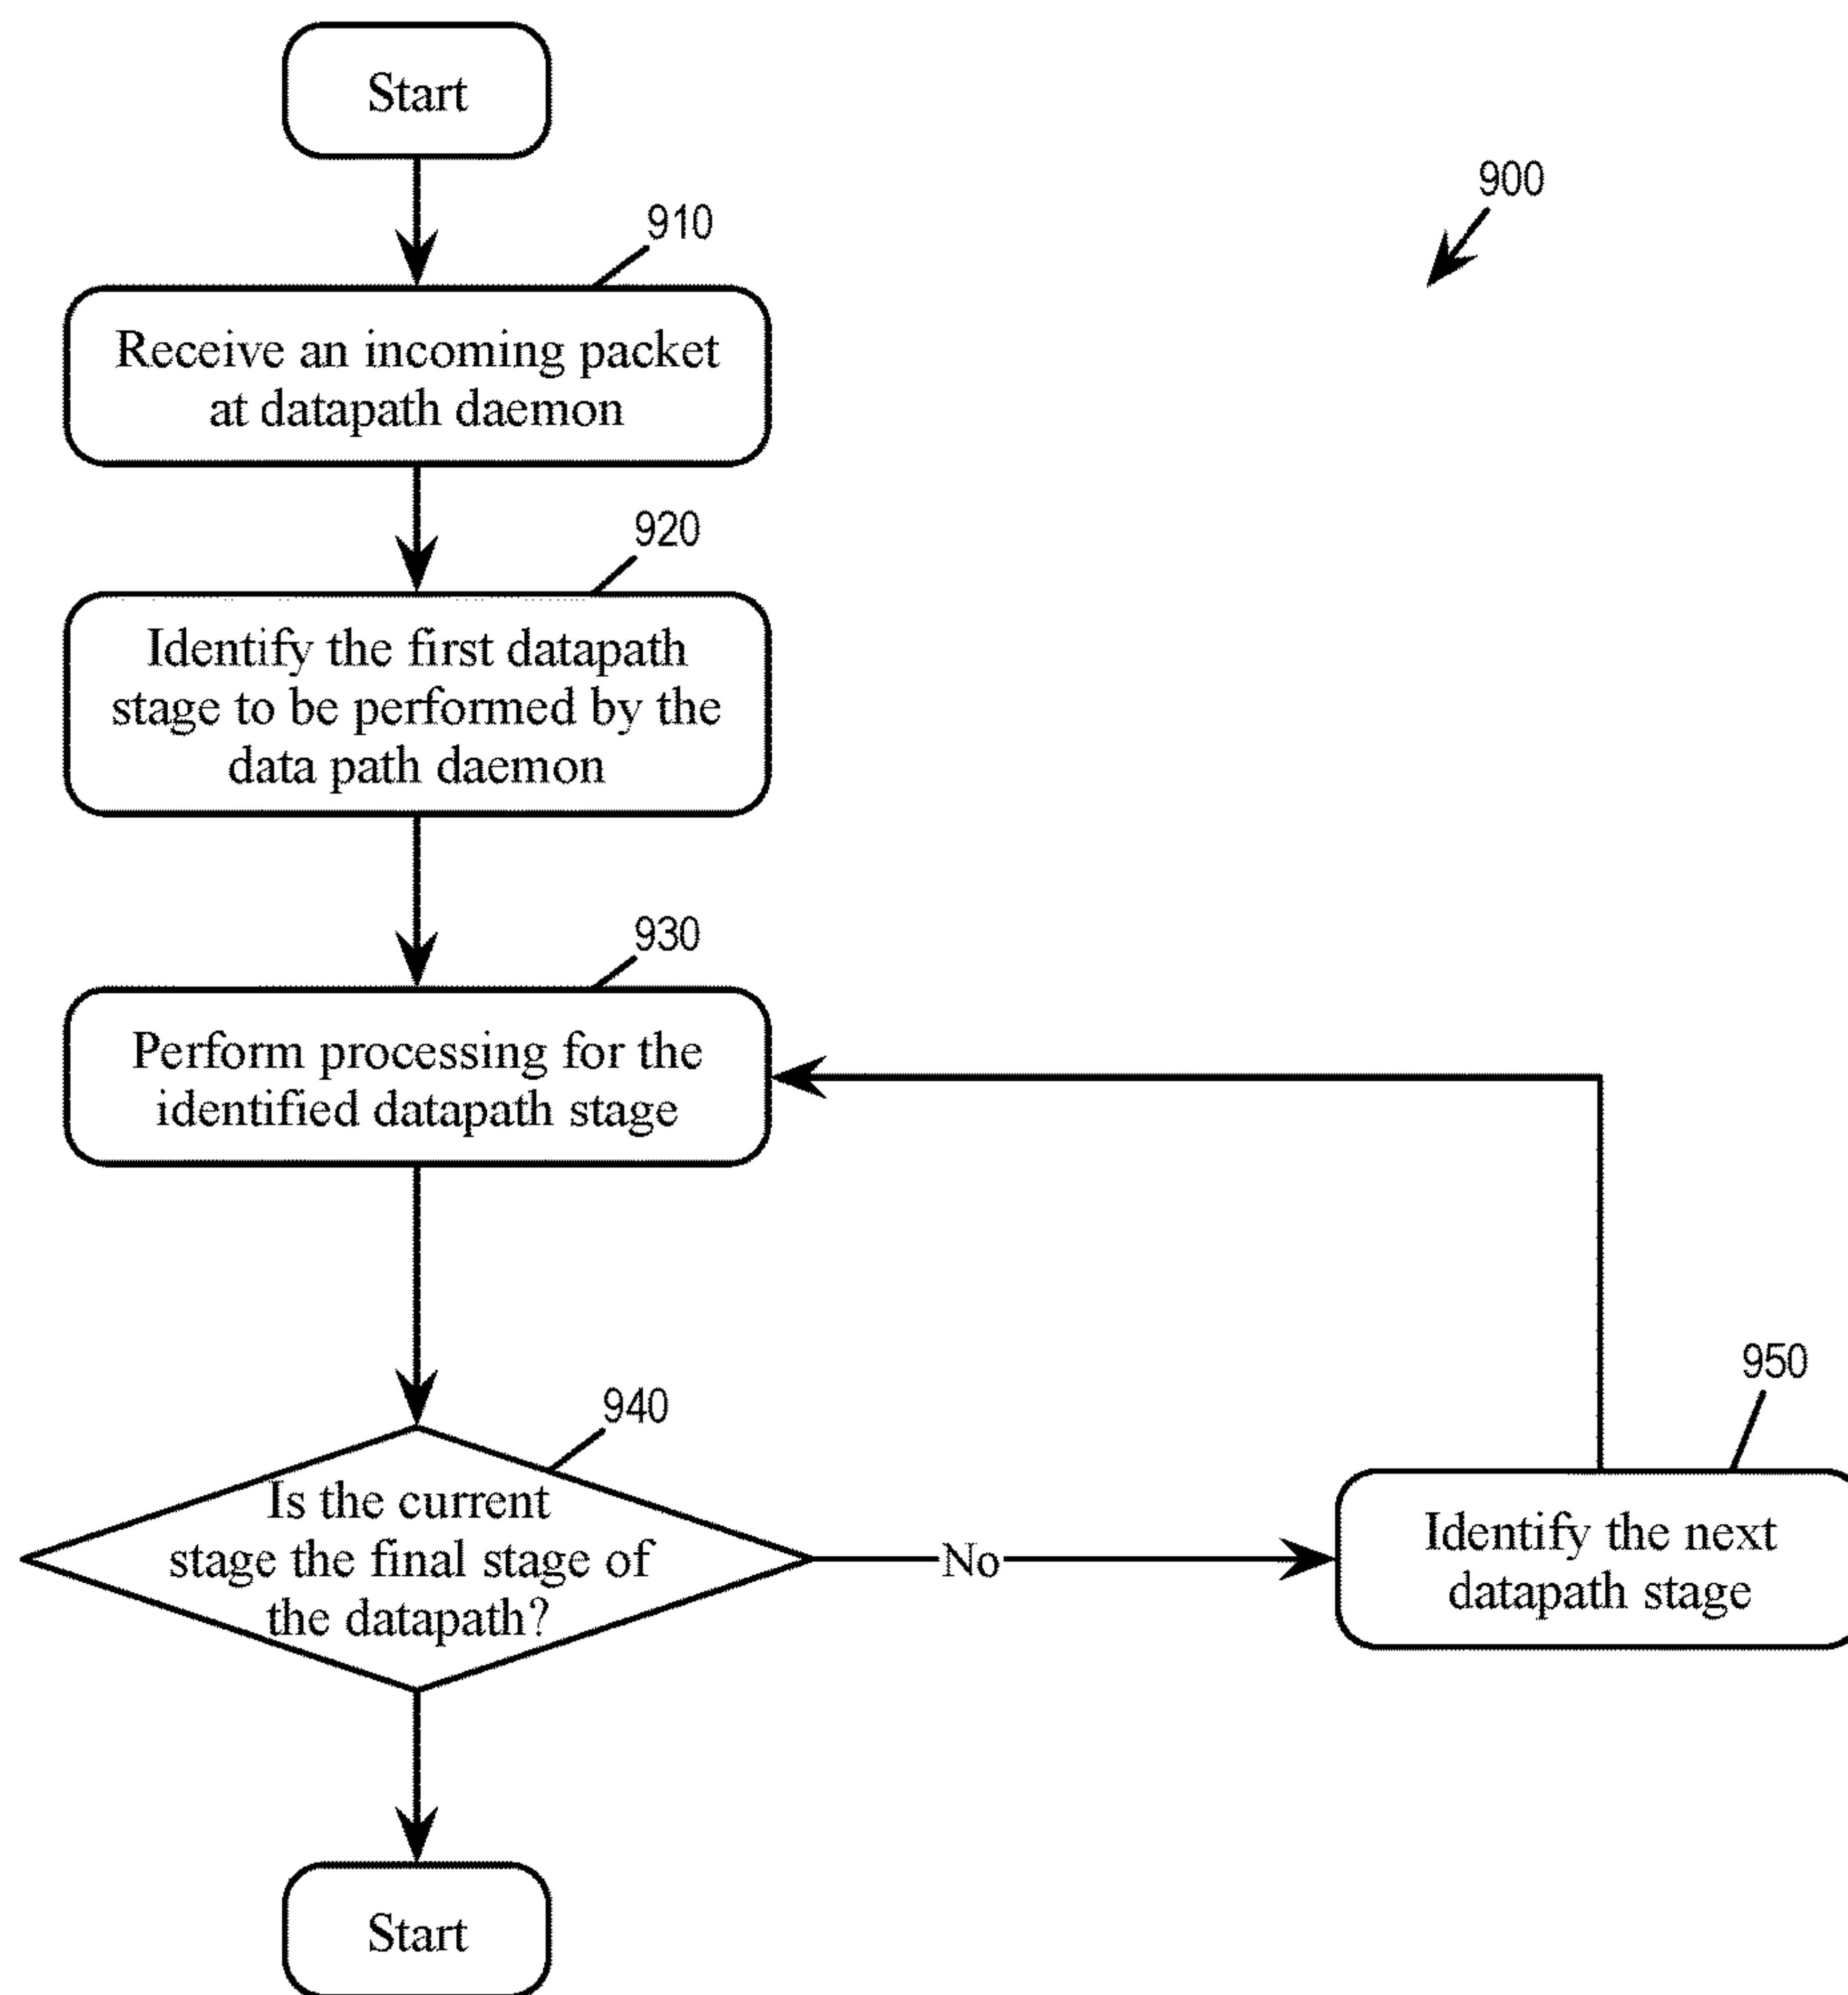 Start
900
910
Receive an incoming packet
at datapath daemon
920
Identify the first datapath
stage to be performed by the
data path daemon
930
Perform processing for the
identified datapath stage
940
Is the current
stage the final stage of
the datapath?
No
950
Identify the next
datapath stage
Start